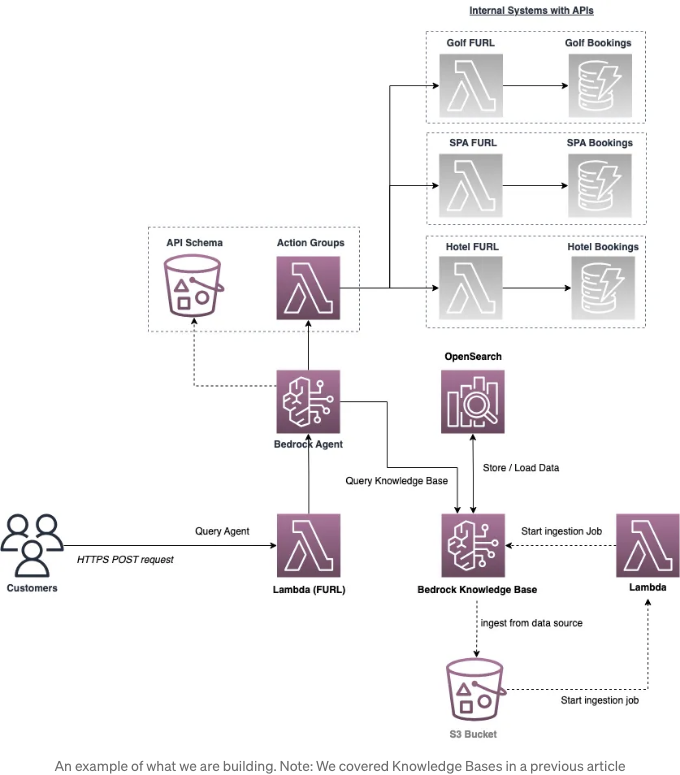 Internal Systems with APIs
Golf FURL
Golf Bookings
SPA FURL
SPA Bookings
API Schema
Action Groups
Hotel FURL
Hotel Bookings
OpenSearch
Bedrock Agent
Store / Load Data
Query Knowledge Base
Query Agent
Start ingestion Job
HTTPS POST request
Customers
Lambda (FURL)
Bedrock Knowledge Base
Lambda
ingest from data source
Start ingestion job
S3 Bucket
An example of what we are building. Note: We covered Knowledge Bases in a previous article